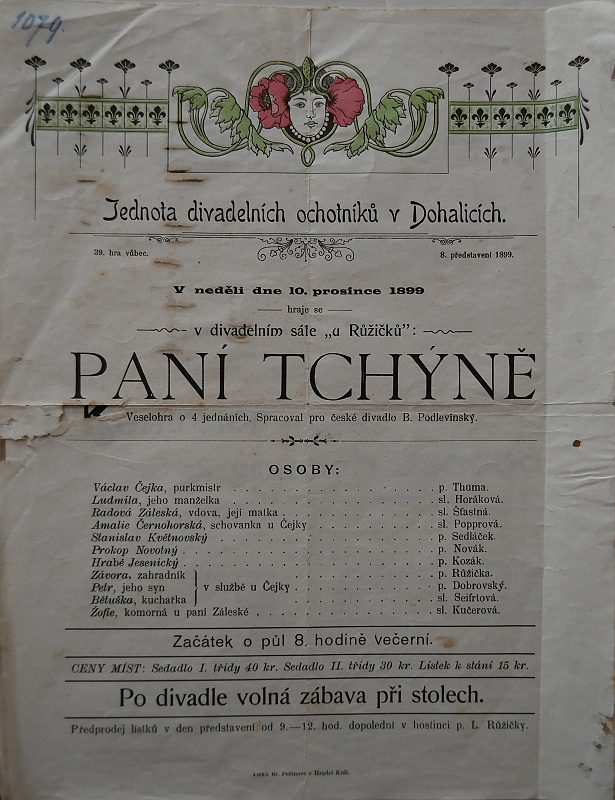 1079.
Jednota divadelních ochotníků v Dohalicích.
39. hra vůbec. 8. představení 1899.
V neděli dne 10. prosince 1899
hraje se
v divadelním sále „u Růžičků":
PANÍ TCHÝNĚ
Veselohra o 4 jednáních, Spracoval pro české divadlo B. Podlevínský.
OSOBY:
Václav Čejka, purkmistr . . . . . . . . . . . . . . p. Thüma.
Ludmila, jeho manželka . . . . . . . . . . . . . . sl. Horáková.
Radová Záleská, vdova, její matka . . . . . . . . . . sl. Šťastná.
Amalie Černohorská, schovanka u Čejky . . . . . . . . sl. Popprová.
Stanislav Květnovský . . . . . . . . . . . . . . . p. Sedláček.
Prokop Novotný . . . . . . . . . . . . . . . . . p. Novák.
Hrabě Jesenický . . . . . . . . . . . . . . . . . p. Kozák.
Závora, zahradník . . . . . . . . . . p. Růžička.
Petr, jeho syn } v službě u Čejky . . . . . . . . . . p. Dobrovský.
Bětuška, kuchařka . . . . . . . . . . sl. Seifrtová.
Žofie, komorná u paní Záleské . . . . . . . . . . . . sl. Kučerová.
Začátek o půl 8. hodině večerní.
CENY MÍST: Sedadlo I. třídy 40 kr. Sedadlo II. třídy 30 kr. Lístek k stání 15 kr.
Po divadle volná zábava při stolech.
Předprodej lístků v den představení od 9.—12. hod. dopolední v hostinci p. L. Růžičky.
Br. Peřinové v Hradci Král.